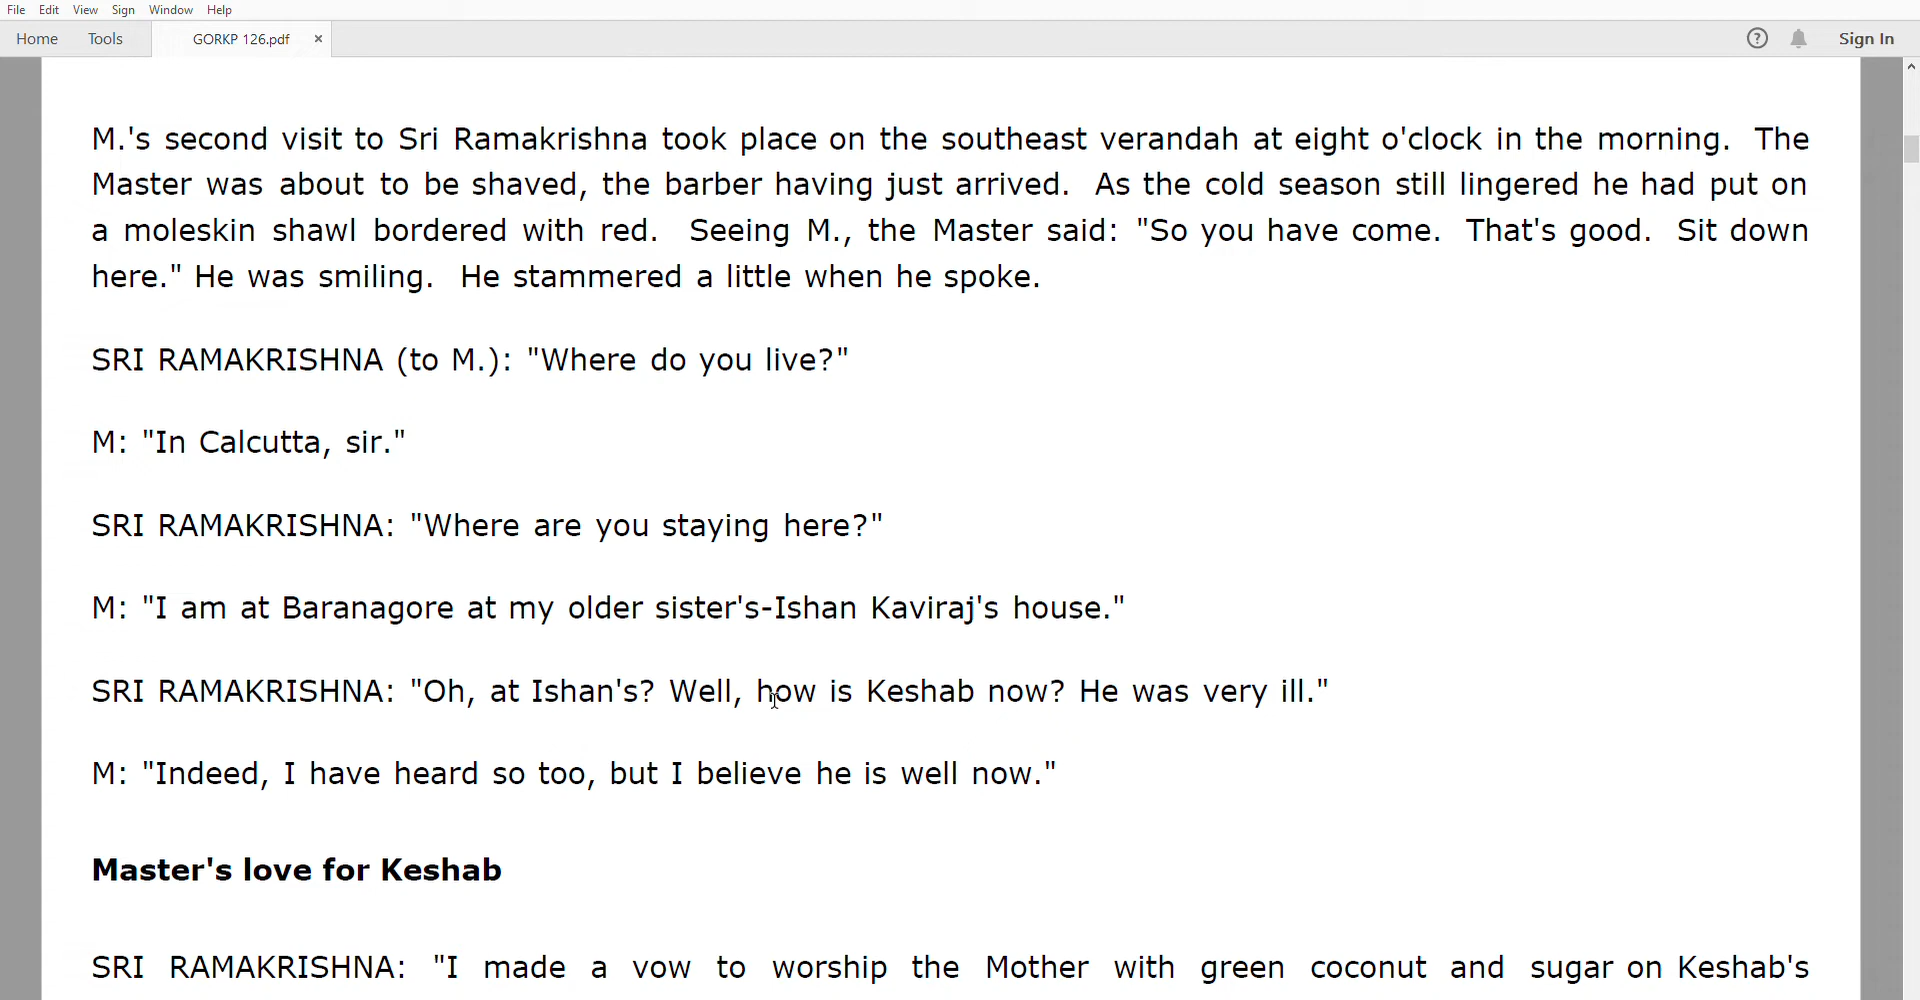 File Edit View Sign Window Help
Home Tools GORKP 126.pdf × ? Sign In
M.'s second visit to Sri Ramakrishna took place on the southeast verandah at eight o'clock in the morning. The
Master was about to be shaved, the barber having just arrived. As the cold season still lingered he had put on
a moleskin shawl bordered with red. Seeing M., the Master said: "So you have come. That's good. Sit down
here." He was smiling. He stammered a little when he spoke.
SRI RAMAKRISHNA (to M.): "Where do you live?"
M: "In Calcutta, sir."
SRI RAMAKRISHNA: "Where are you staying here?"
M: "I am at Baranagore at my older sister's-Ishan Kaviraj's house."
SRI RAMAKRISHNA: "Oh, at Ishan's? Well, how is Keshab now? He was very ill."
M: "Indeed, I have heard so too, but I believe he is well now."
Master's love for Keshab
SRI RAMAKRISHNA: "I made a vow to worship the Mother with green coconut and sugar on Keshab's